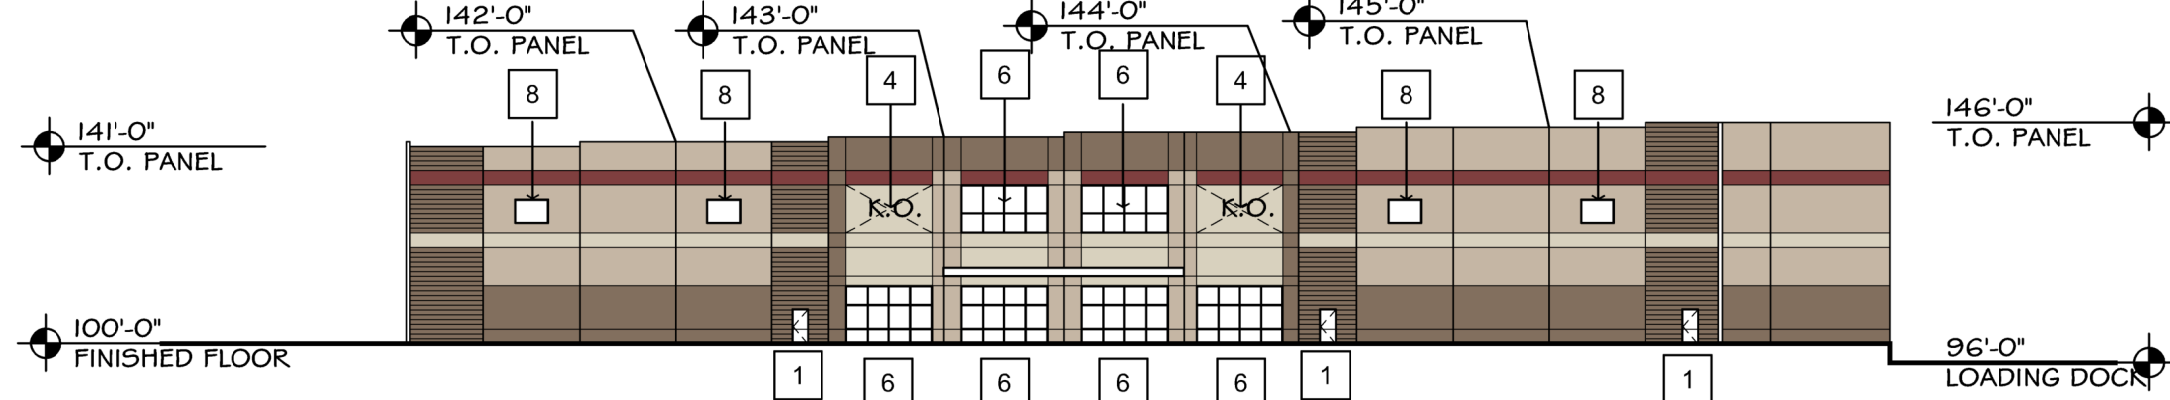 142'-0"
T.O. PANEL
143'-0"
T.O. PANEL
144'-0"
T.O. PANEL
145'-0"
T.O. PANEL
8
8
4
6
6
4
8
8
141'-0"
T.O. PANEL
146'-0"
T.O. PANEL
K.O.
K.O.
100'-0"
FINISHED FLOOR
96'-0"
LOADING DOCK
1
6
6
6
6
1
1